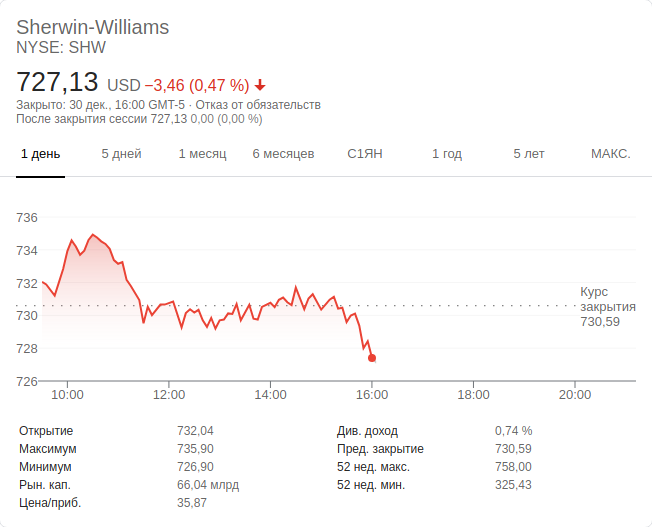 Sherwin-Williams
NYSE: SHW
727,13 USD −3,46 (0,47 %)
Закрыто: 30 дек., 16:00 GMT-5 · Отказ от обязательств
После закрытия сессии 727,13 0,00 (0,00 %)
1 день 5 дней 1 месяц 6 месяцев С1ЯН 1 год 5 лет МАКС.
736
734
732
730
728
726
Курс
закрытия
730,59
10:00 12:00 14:00 16:00 18:00 20:00
Открытие 732,04 Див. доход 0,74 %
Максимум 735,90 Пред. закрытие 730,59
Минимум 726,90 52 нед. макс. 758,00
Рын. кап. 66,04 млрд 52 нед. мин. 325,43
Цена/приб. 35,87